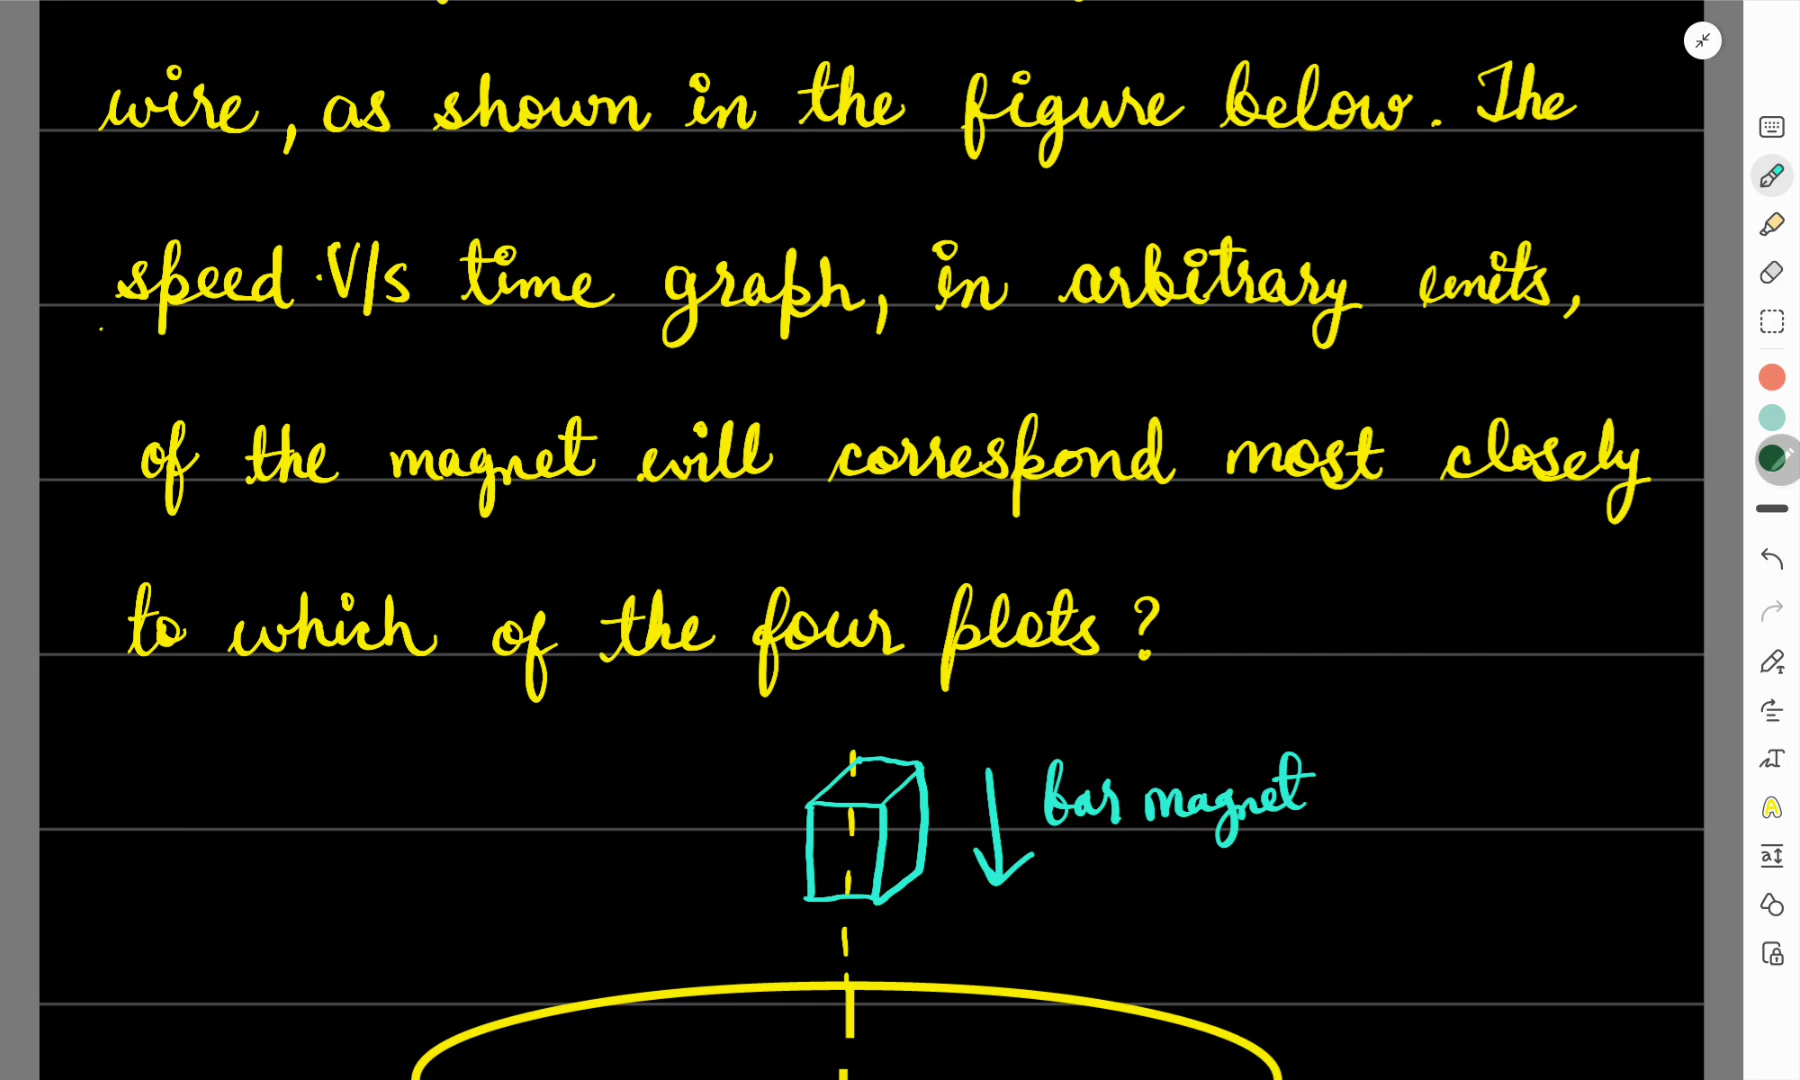 wire, as shown in the figure below. The
speed V/s time graph, in arbitrary units,
of the magnet will correspond most closely
to which of the four plots?
bar magnet